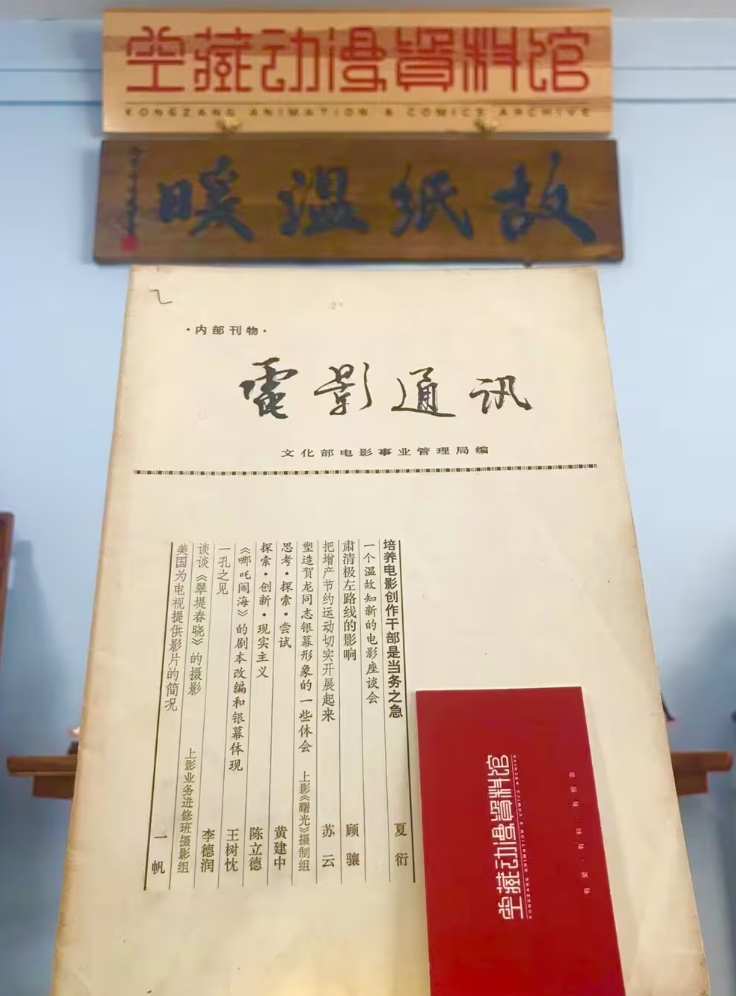 空藏动漫資料馆
KONGZANG ANIMATION & COMICS ARCHIVE
故纸温暖
·内部刊物·
電影通讯
文化部电影事业管理局编
培养电影创作干部是当务之急 夏衍
一个温故知新的电影座谈会
肃清极左路线的影响 顾骧
把增产节约运动切实开展起来 苏云
塑造贺龙同志银幕形象的一些体会 上影《曙光》摄制组
思考·探索·尝试 黄建中
探索·创新·现实主义 陈立德
《哪吒闹海》的剧本改编和银幕体现 王树忱
一孔之见 李德润
谈谈《翠堤春晓》的摄影 上影业务进修班摄影组
美国为电视提供影片的简况 一帆
空藏动漫資料馆